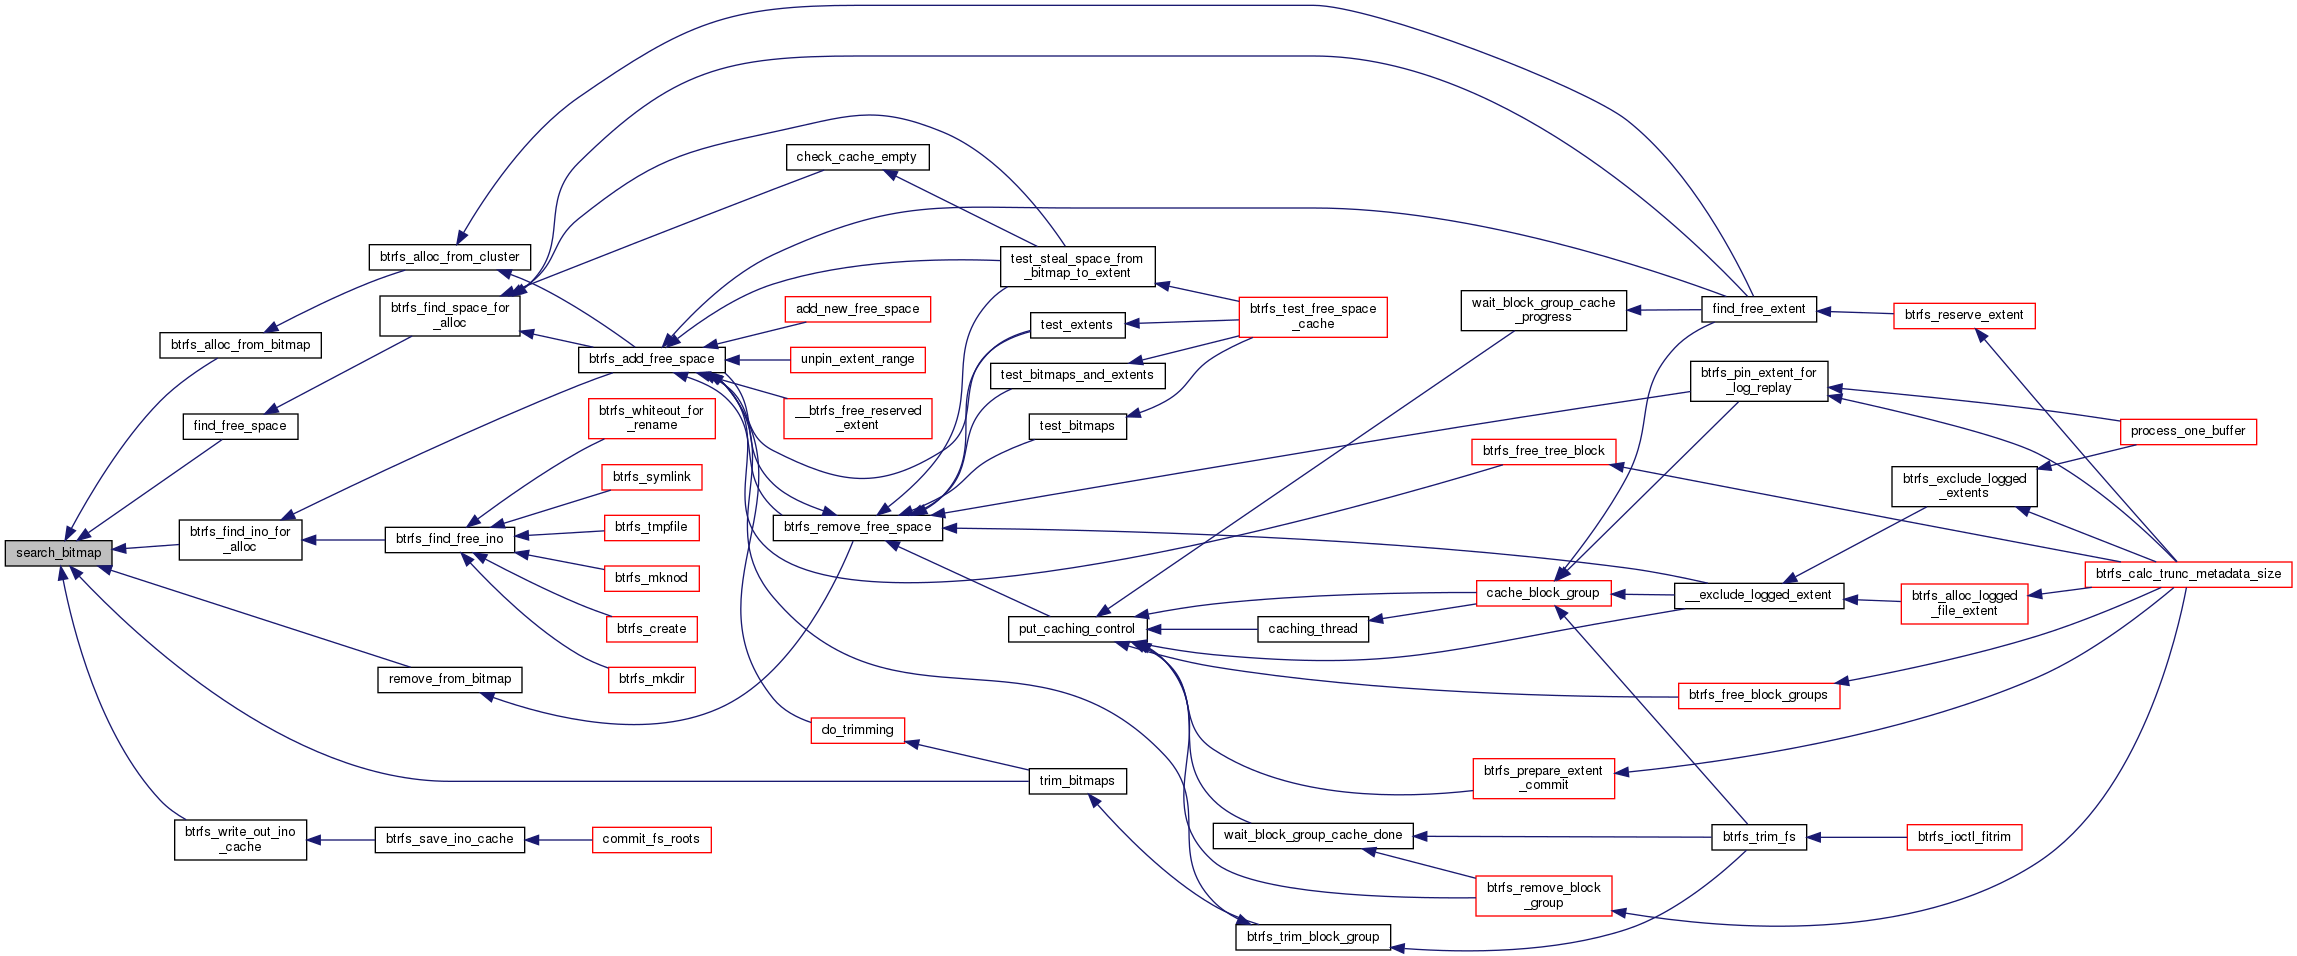 search_bitmap
btrfs_alloc_from_bitmap
find_free_space
btrfs_find_ino_for
_alloc
btrfs_write_out_ino
_cache
btrfs_alloc_from_cluster
btrfs_find_space_for
_alloc
btrfs_find_free_ino
remove_from_bitmap
btrfs_save_ino_cache
btrfs_add_free_space
btrfs_whiteout_for
_rename
btrfs_symlink
btrfs_tmpfile
btrfs_mknod
btrfs_create
btrfs_mkdir
commit_fs_roots
check_cache_empty
add_new_free_space
unpin_extent_range
__btrfs_free_reserved
_extent
btrfs_remove_free_space
do_trimming
test_steal_space_from
_bitmap_to_extent
test_extents
test_bitmaps_and_extents
test_bitmaps
put_caching_control
trim_bitmaps
btrfs_test_free_space
_cache
caching_thread
wait_block_group_cache_done
btrfs_trim_block_group
wait_block_group_cache
_progress
btrfs_free_tree_block
cache_block_group
btrfs_prepare_extent
_commit
btrfs_remove_block
_group
find_free_extent
btrfs_pin_extent_for
_log_replay
__exclude_logged_extent
btrfs_free_block_groups
btrfs_trim_fs
btrfs_reserve_extent
btrfs_exclude_logged
_extents
btrfs_alloc_logged
_file_extent
btrfs_ioctl_fitrim
process_one_buffer
btrfs_calc_trunc_metadata_size